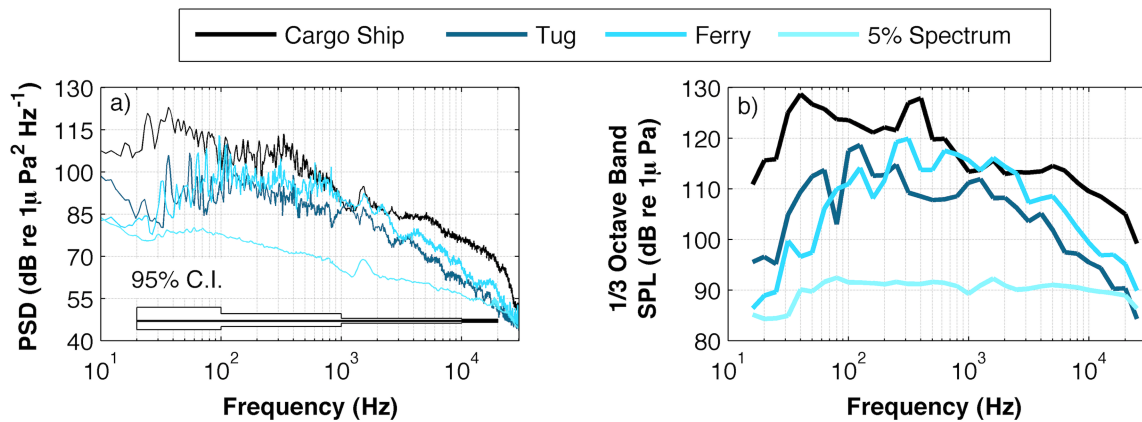 Cargo Ship Tug Ferry 5% Spectrum
a)
130
115
100
85
70
55
40
PSD (dB re 1μ Pa² Hz⁻¹)
95% C.I.
10¹ 10² 10³ 10⁴
Frequency (Hz)
b)
130
120
110
100
90
80
1/3 Octave Band
SPL (dB re 1μ Pa)
10¹ 10² 10³ 10⁴
Frequency (Hz)